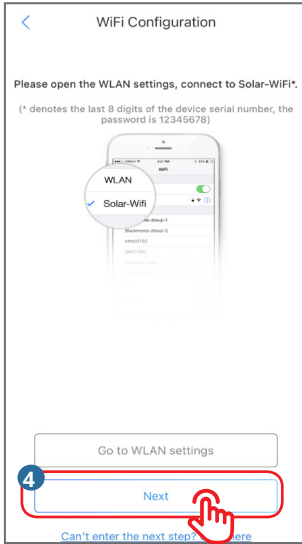 WiFi Configuration
Please open the WLAN settings, connect to Solar-WiFi*.
(* denotes the last 8 digits of the device serial number, the
password is 12345678)
WiFi
WLAN
Solar-Wifi
Go to WLAN settings
4
Next
Can't enter the next step?